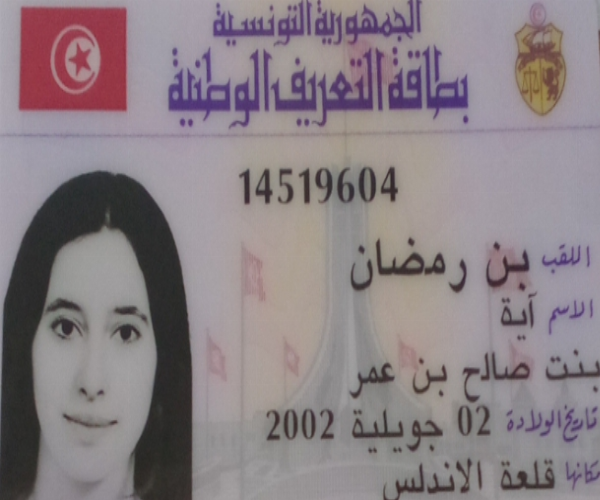 الجمهورية التونسية
بطاقة التعريف الوطنية
14519604
اللقب بن رمضان
الاسم آية
بنت صالح بن عمر
تاريخ الولادة 02 جويلية 2002
مكانها قلعة الاندلس